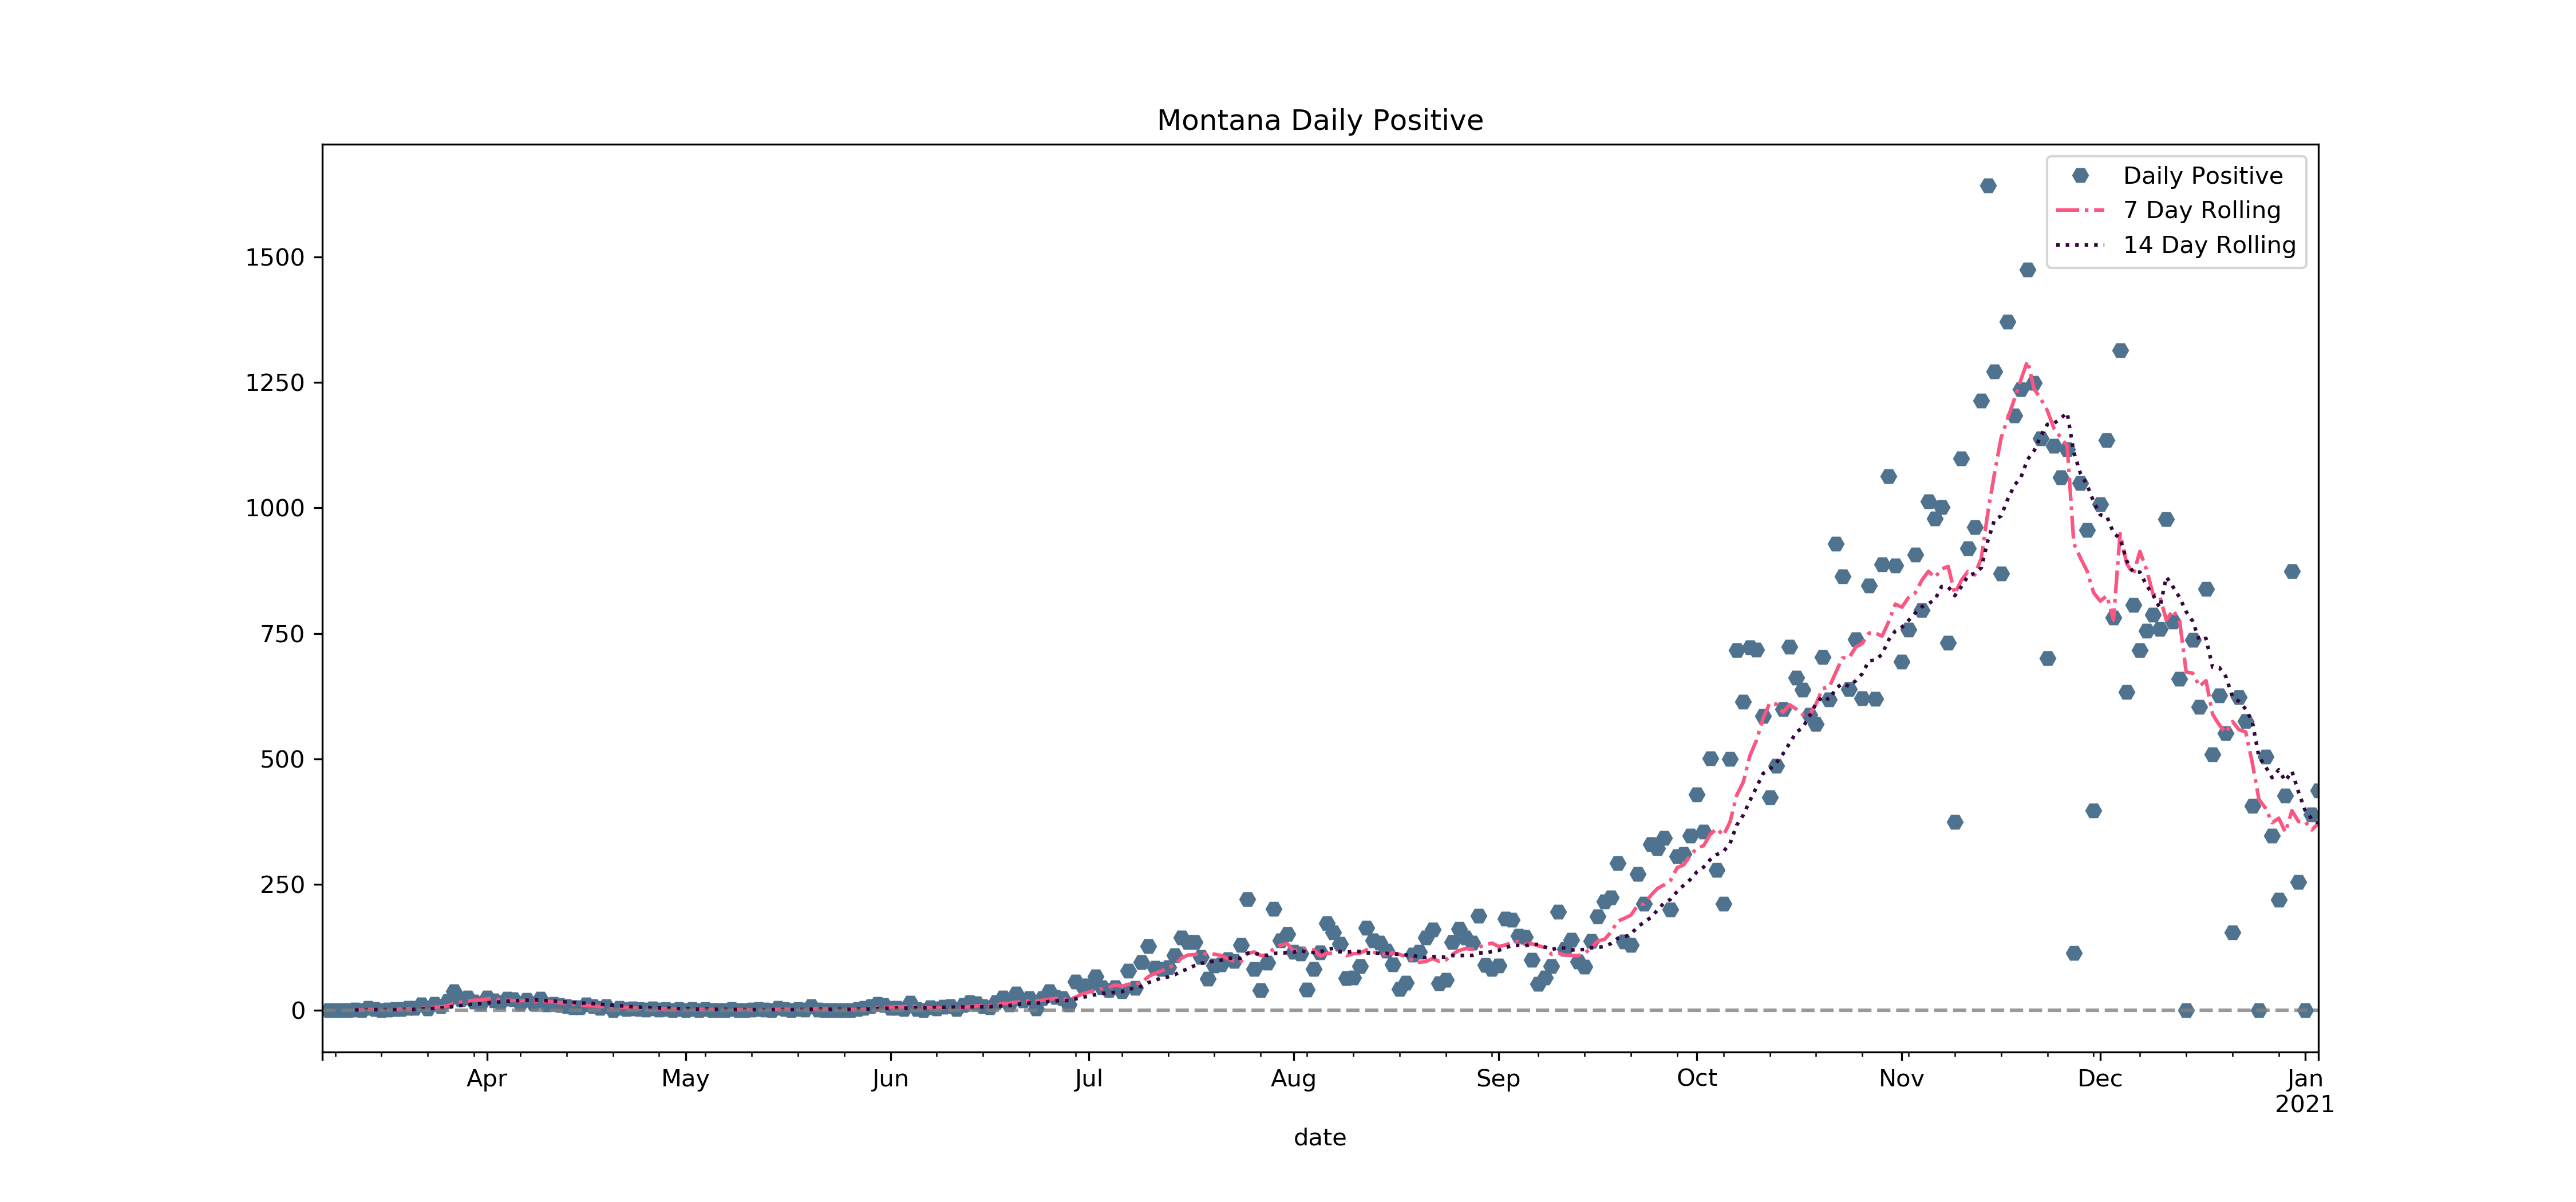 Montana Daily Positive
Daily Positive
7 Day Rolling
14 Day Rolling
1500
1250
1000
750
500
250
0
Apr May Jun Jul Aug Sep Oct Nov Dec Jan
2021
date